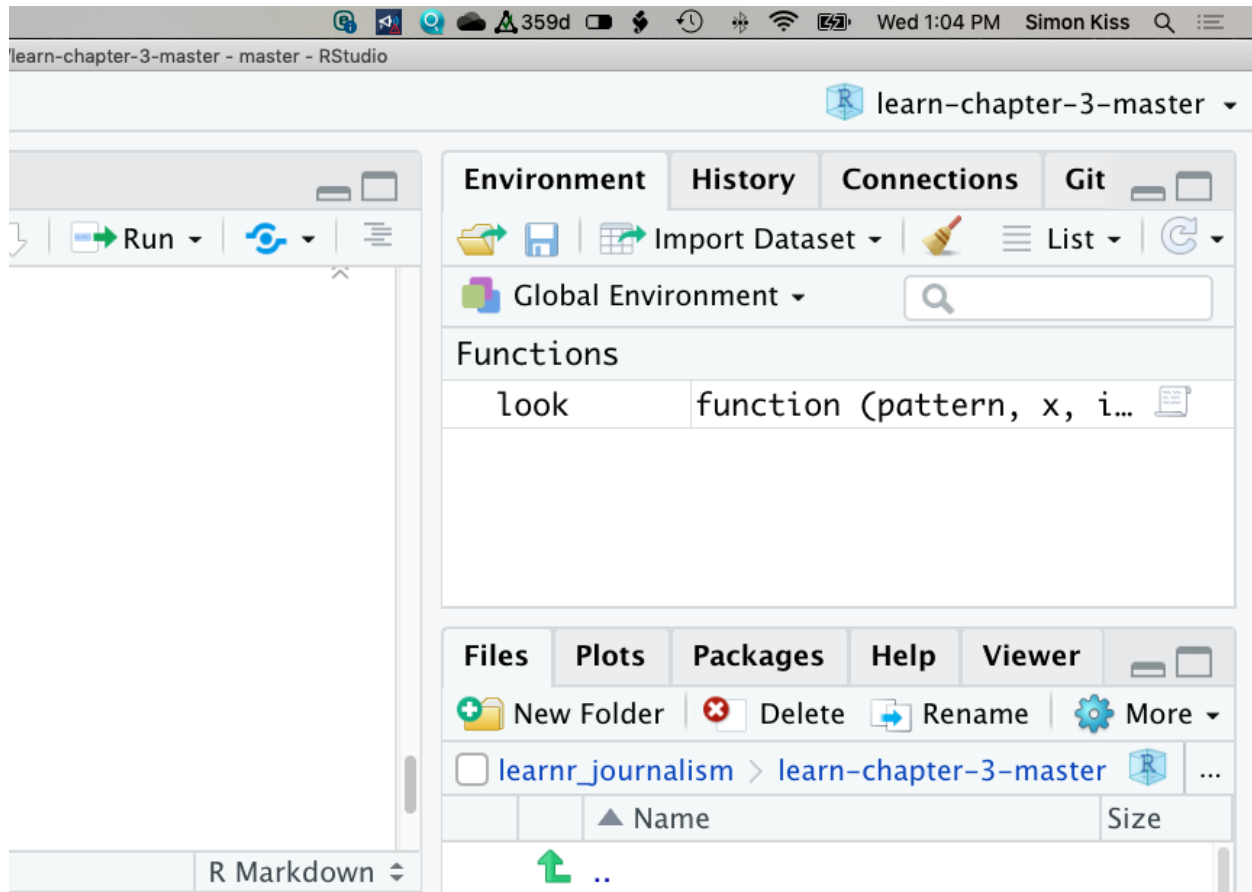 359d Wed 1:04 PM Simon Kiss
learn-chapter-3-master - master - RStudio
learn-chapter-3-master
Environment History Connections Git
Run
Import Dataset List
Global Environment
Functions
look function (pattern, x, i…
Files Plots Packages Help Viewer
New Folder Delete Rename More
learnr_journalism > learn-chapter-3-master ...
Name Size
R Markdown
..